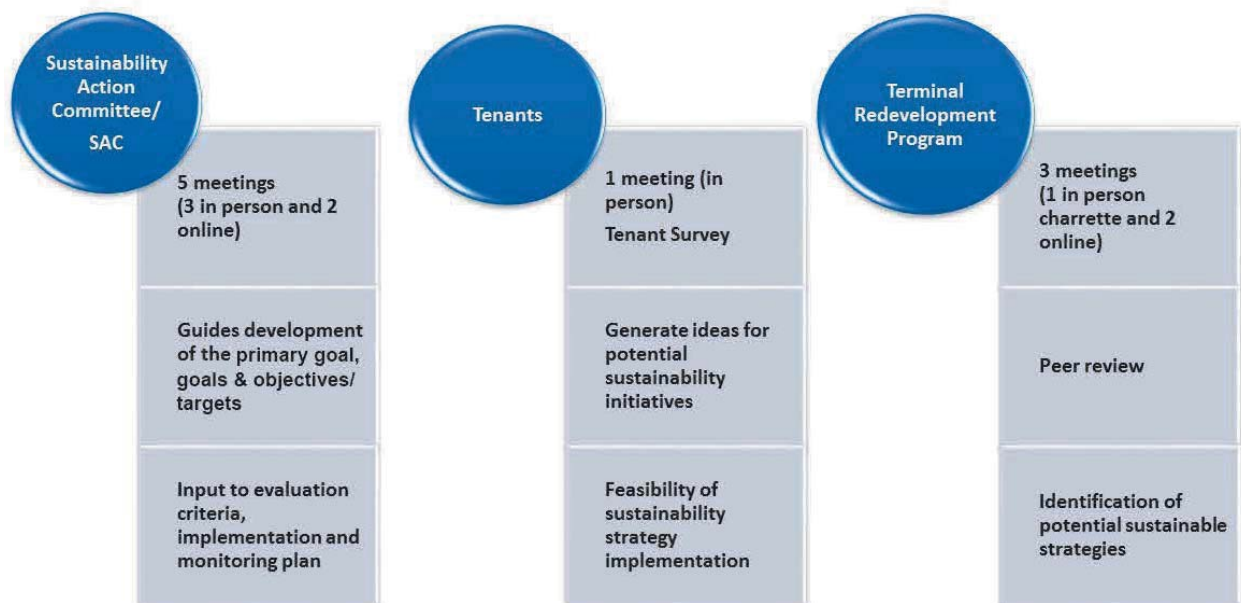 Sustainability
Action
Committee/
SAC
5 meetings
(3 in person and 2
online)
Guides development
of the primary goal,
goals & objectives/
targets
Input to evaluation
criteria,
implementation and
monitoring plan
Tenants
1 meeting (in
person)
Tenant Survey
Generate ideas for
potential
sustainability
initiatives
Feasibility of
sustainability
strategy
implementation
Terminal
Redevelopment
Program
3 meetings
(1 in person
charrette and 2
online)
Peer review
Identification of
potential sustainable
strategies